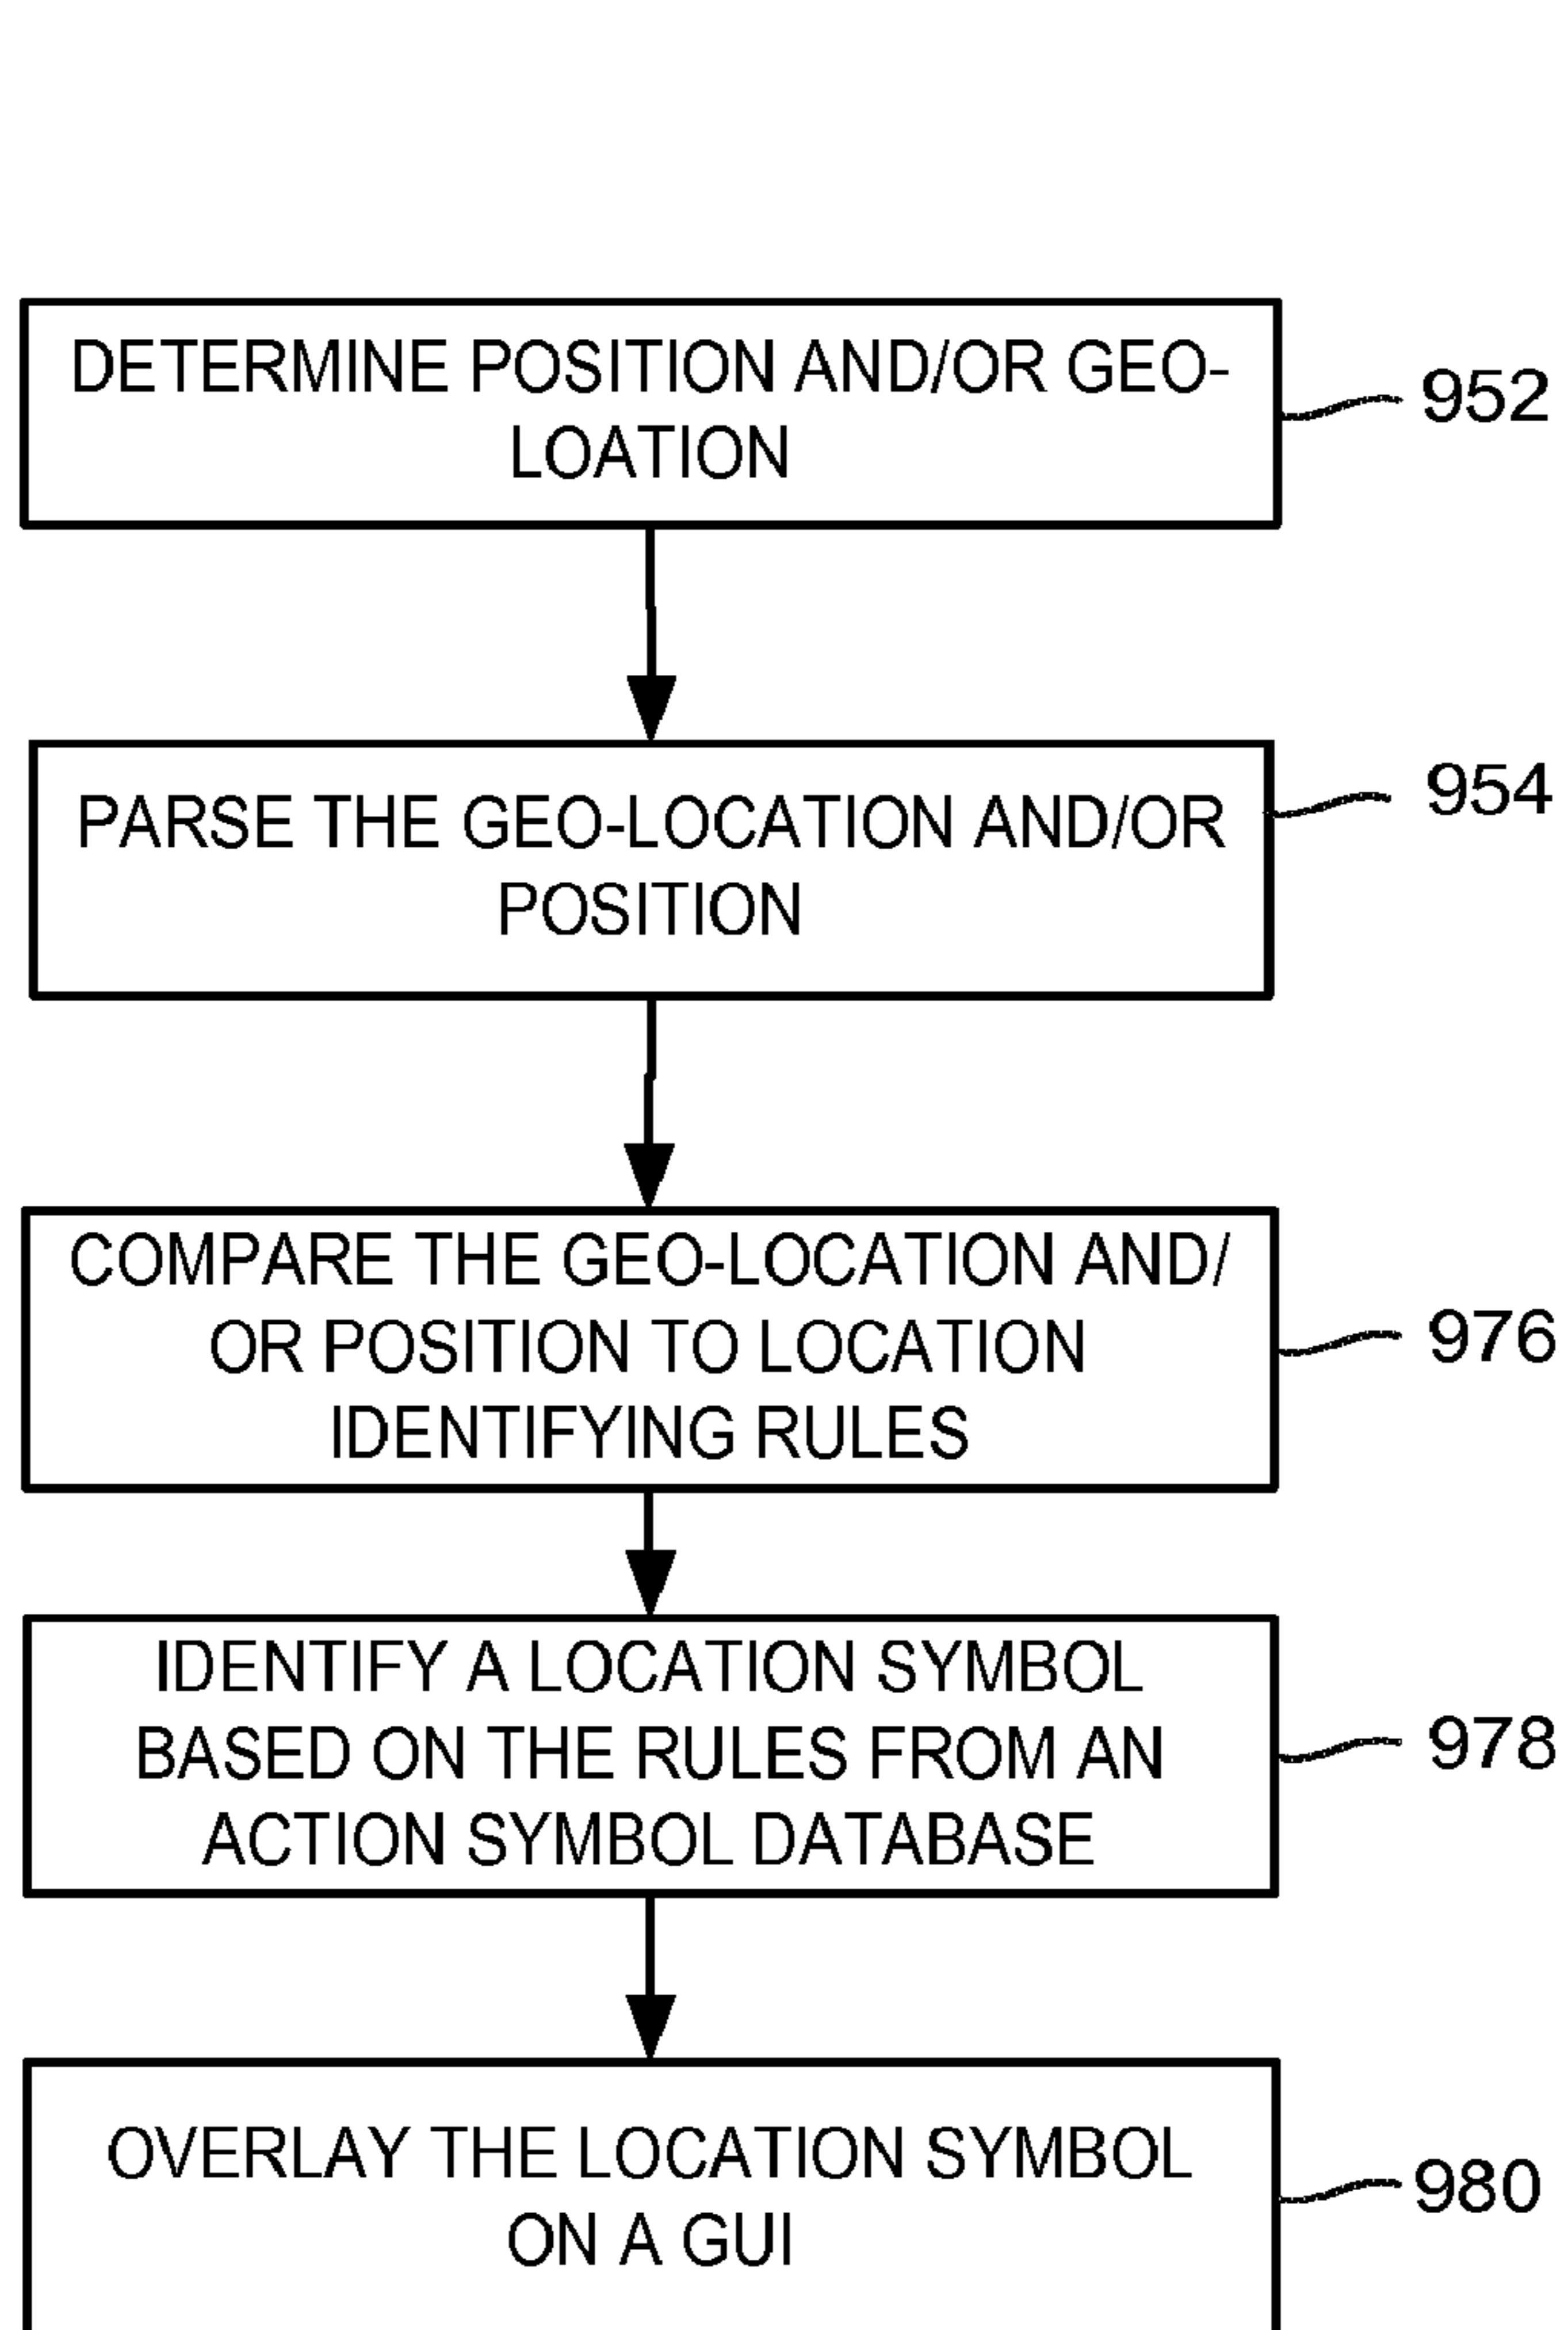 DETERMINE POSITION AND/OR GEO-
LOATION
952
PARSE THE GEO-LOCATION AND/OR
POSITION
954
COMPARE THE GEO-LOCATION AND/
OR POSITION TO LOCATION
IDENTIFYING RULES
976
IDENTIFY A LOCATION SYMBOL
BASED ON THE RULES FROM AN
ACTION SYMBOL DATABASE
978
OVERLAY THE LOCATION SYMBOL
ON A GUI
980